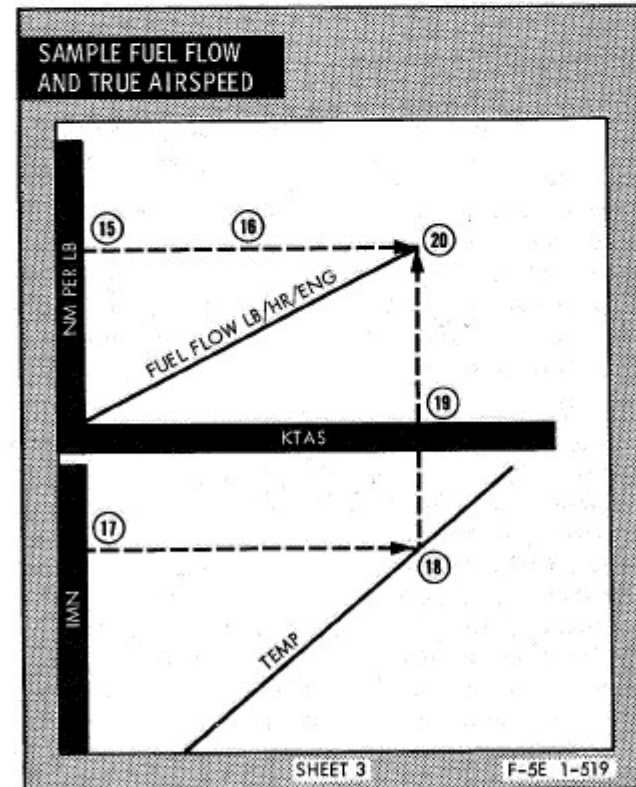 SAMPLE FUEL FLOW
AND TRUE AIRSPEED
NM PER LB
15
16
20
FUEL FLOW LB/HR/ENG
19
KTAS
IMN
17
18
TEMP
SHEET 3
F-5E 1-519